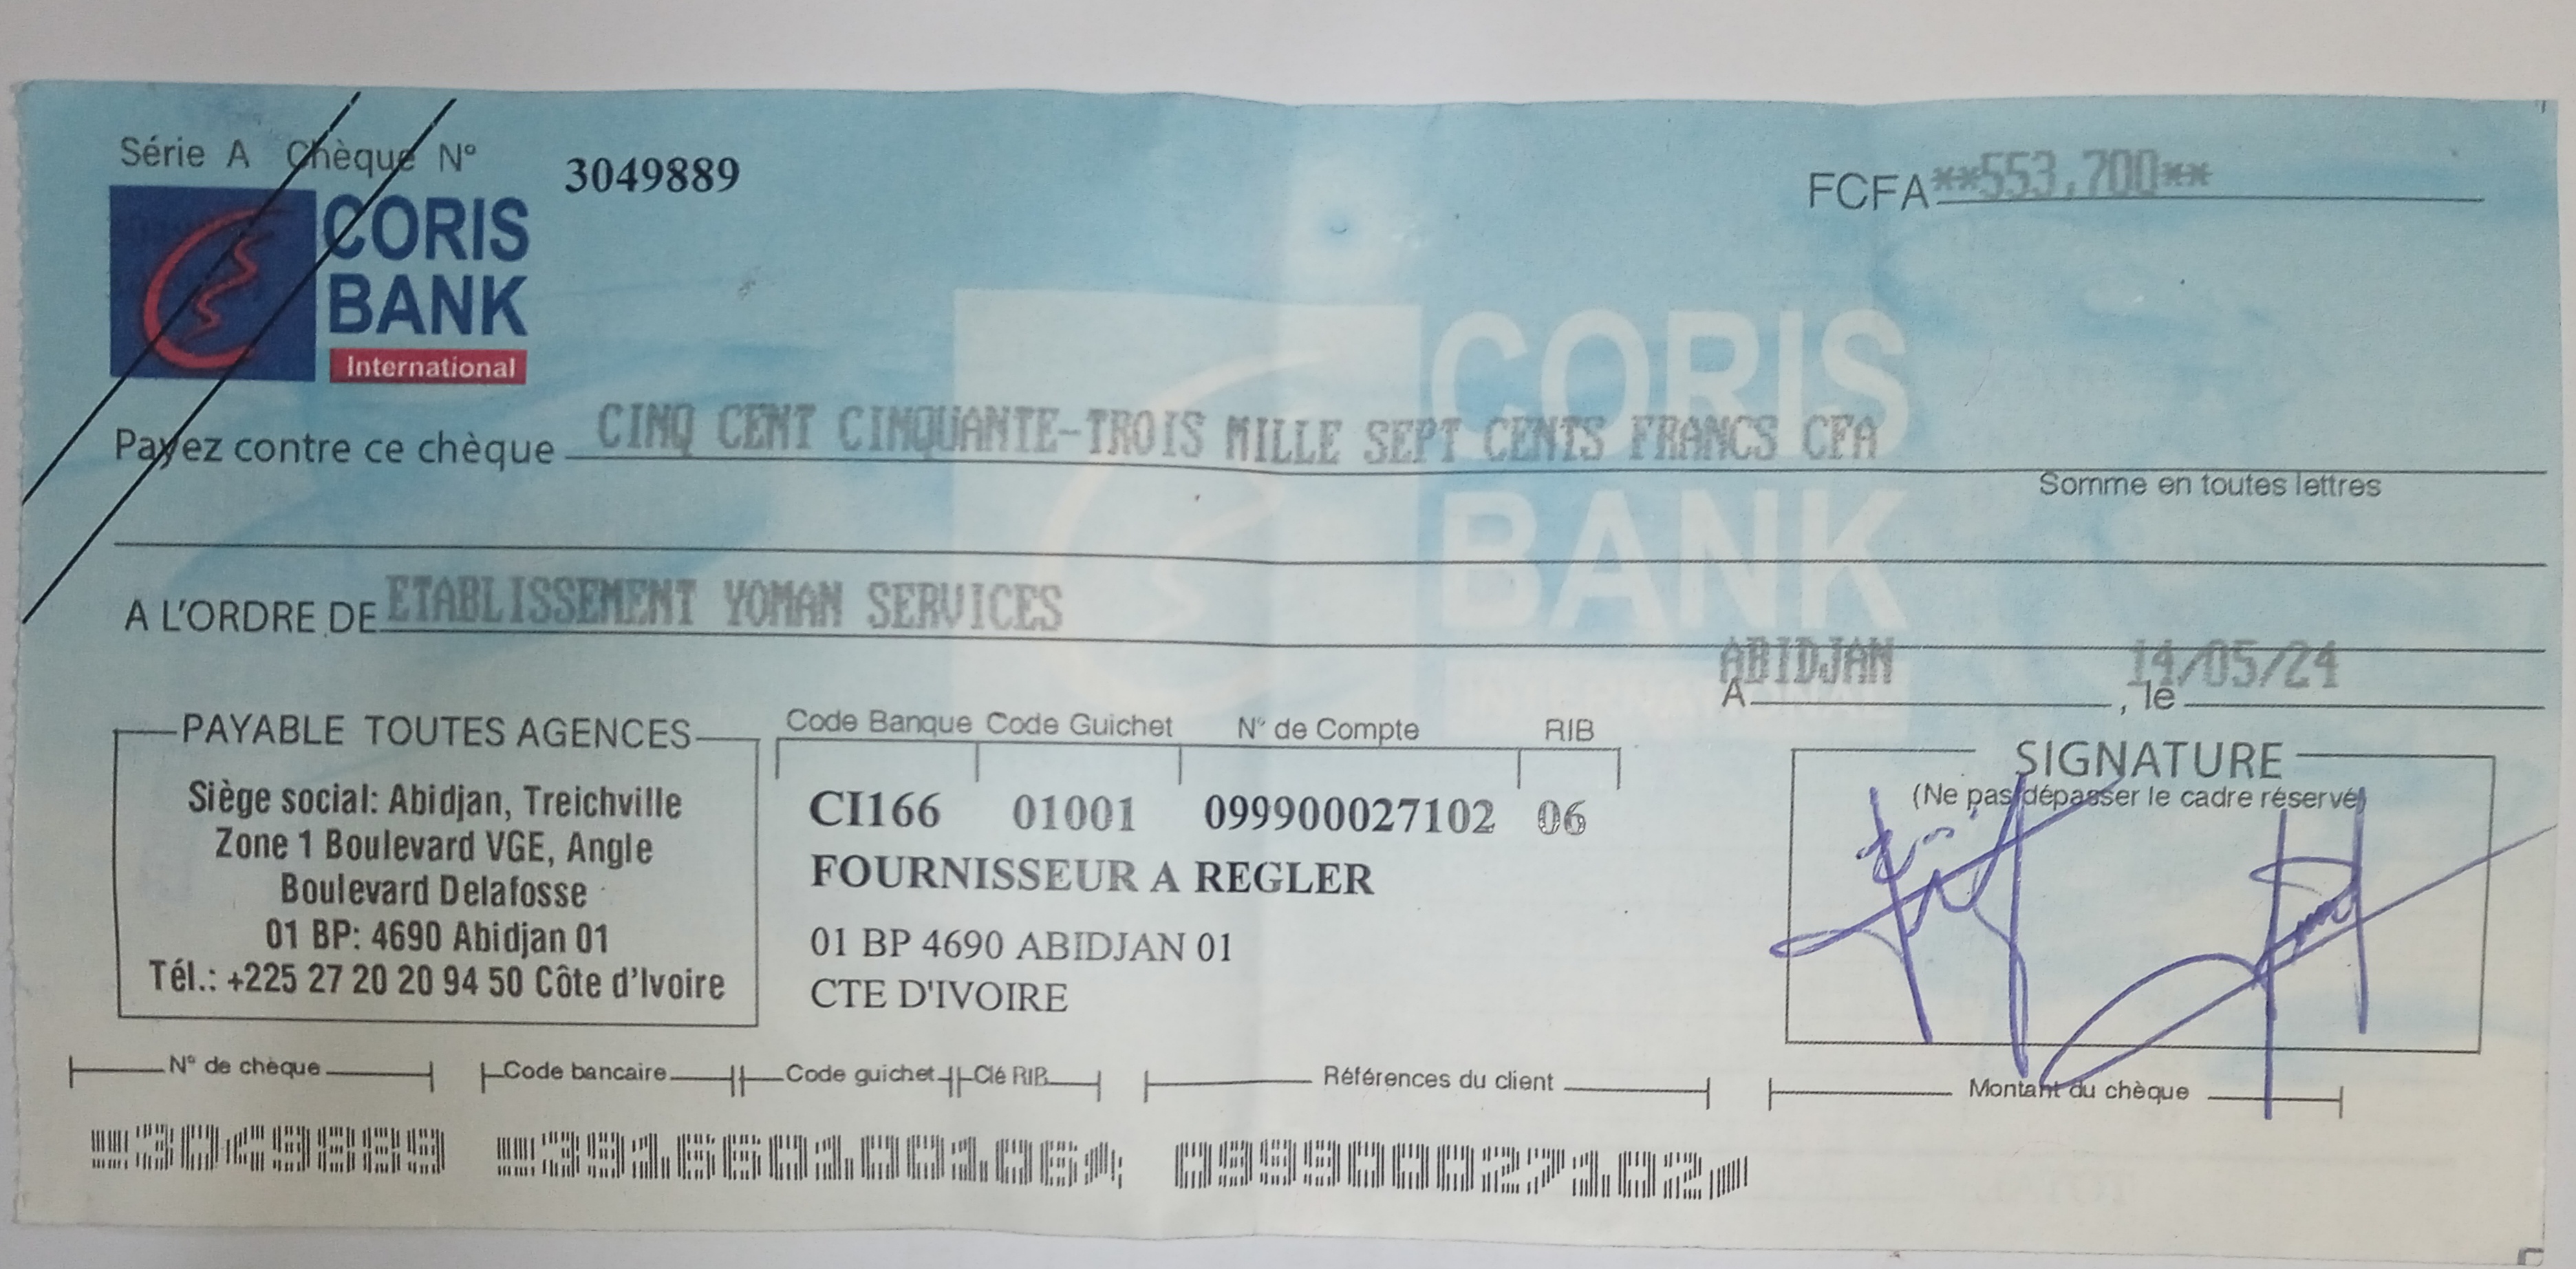 Série A Chèque N° 3049889
FCFA **553.700**
CORIS
BANK
International
CORIS
BANK
Payez contre ce chèque CINQ CENT CINQUANTE-TROIS MILLE SEPT CENTS FRANCS CFA
Somme en toutes lettres
A L'ORDRE DE ETABLISSEMENT YOMAN SERVICES
A ABIDJAN , le 14/05/24
PAYABLE TOUTES AGENCES
Siège social: Abidjan, Treichville
Zone 1 Boulevard VGE, Angle
Boulevard Delafosse
01 BP: 4690 Abidjan 01
Tél.: +225 27 20 20 94 50 Côte d'Ivoire
Code Banque Code Guichet N° de Compte RIB
CI166 01001 099900027102 06
FOURNISSEUR A REGLER
01 BP 4690 ABIDJAN 01
CTE D'IVOIRE
SIGNATURE
(Ne pas dépasser le cadre réservé)
N° de chèque Code bancaire Code guichet Clé RIB Références du client Montant du chèque
3049889 391660100106 099900027102